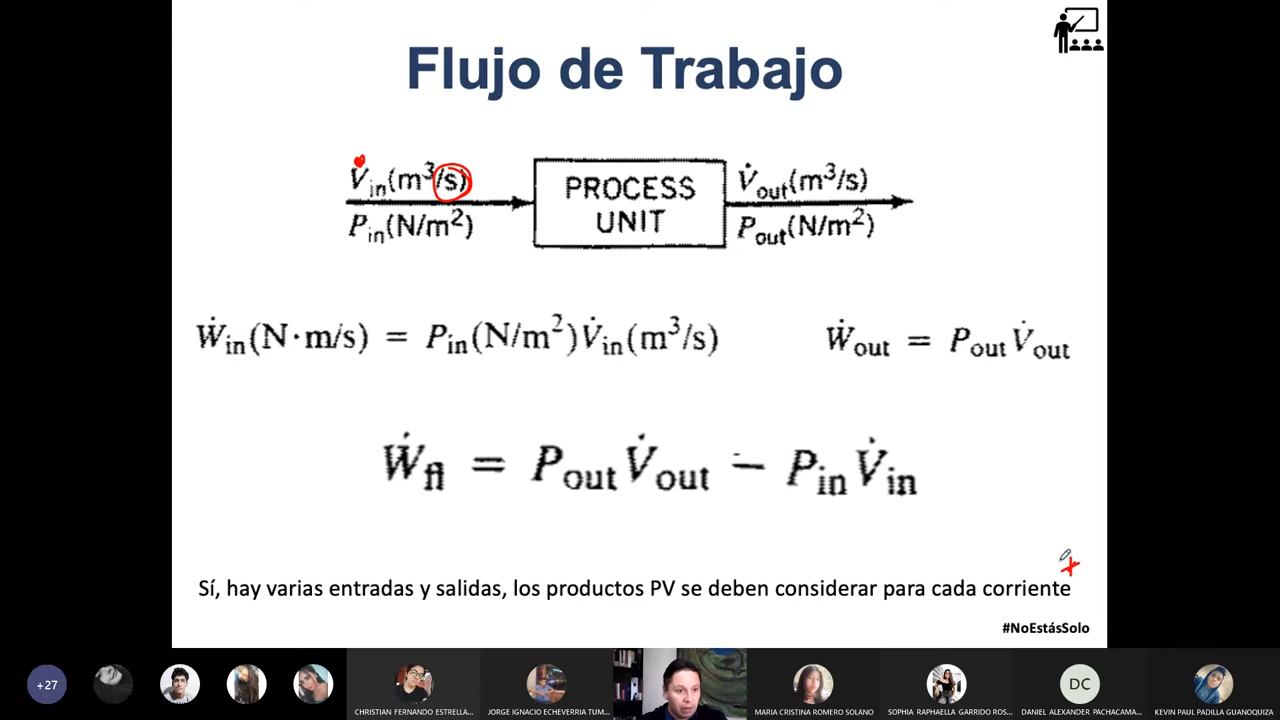 Flujo de Trabajo
V̇in(m³/s)
Pin(N/m²)
PROCESS
UNIT
V̇out(m³/s)
Pout(N/m²)
Ẇin(N·m/s) = Pin(N/m²)V̇in(m³/s)
Ẇout = PoutV̇out
Ẇfl = PoutV̇out − PinV̇in
Sí, hay varias entradas y salidas, los productos PV se deben considerar para cada corriente
#NoEstásSolo
+27
CHRISTIAN FERNANDO ESTRELLA...
JORGE IGNACIO ECHEVERRIA TUM...
MARIA CRISTINA ROMERO SOLANO
SOPHIA RAPHAELLA GARRIDO ROS...
DC
DANIEL ALEXANDER PACHACAMA...
KEVIN PAUL PADILLA GUANOQUIZA